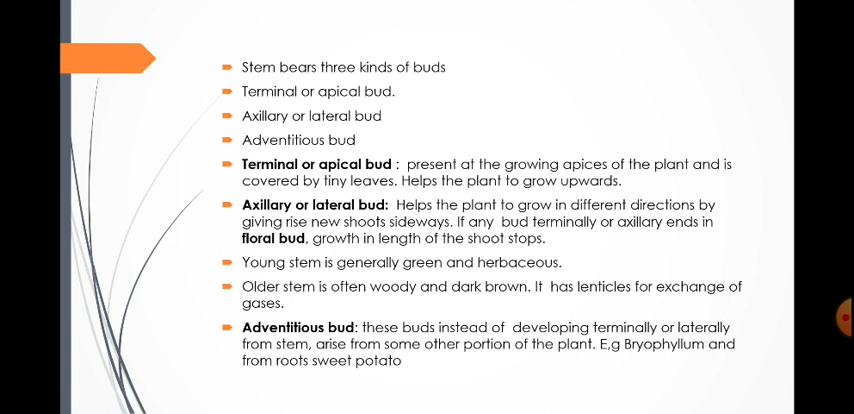 Stem bears three kinds of buds
Terminal or apical bud.
Axillary or lateral bud
Adventitious bud
Terminal or apical bud : present at the growing apices of the plant and is
covered by tiny leaves. Helps the plant to grow upwards.
Axillary or lateral bud: Helps the plant to grow in different directions by
giving rise new shoots sideways. If any bud terminally or axillary ends in
floral bud, growth in length of the shoot stops.
Young stem is generally green and herbaceous.
Older stem is often woody and dark brown. It has lenticles for exchange of
gases.
Adventitious bud: these buds instead of developing terminally or laterally
from stem, arise from some other portion of the plant. E,g Bryophyllum and
from roots sweet potato